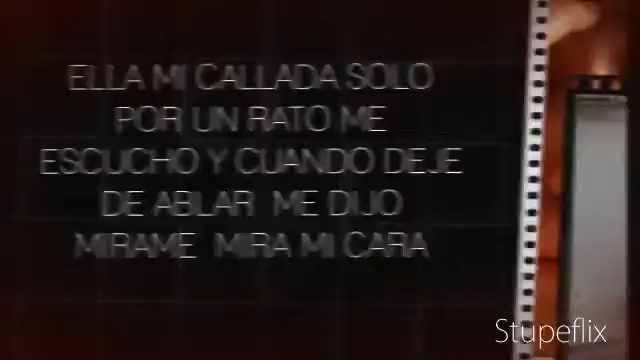 ELLA MI CALLADA SOLO
POR UN RATO ME
ESCUCHO Y CUANDO DEJE
DE ABLAR ME DIJO
MIRAME MIRA MI CARA
Stupeflix